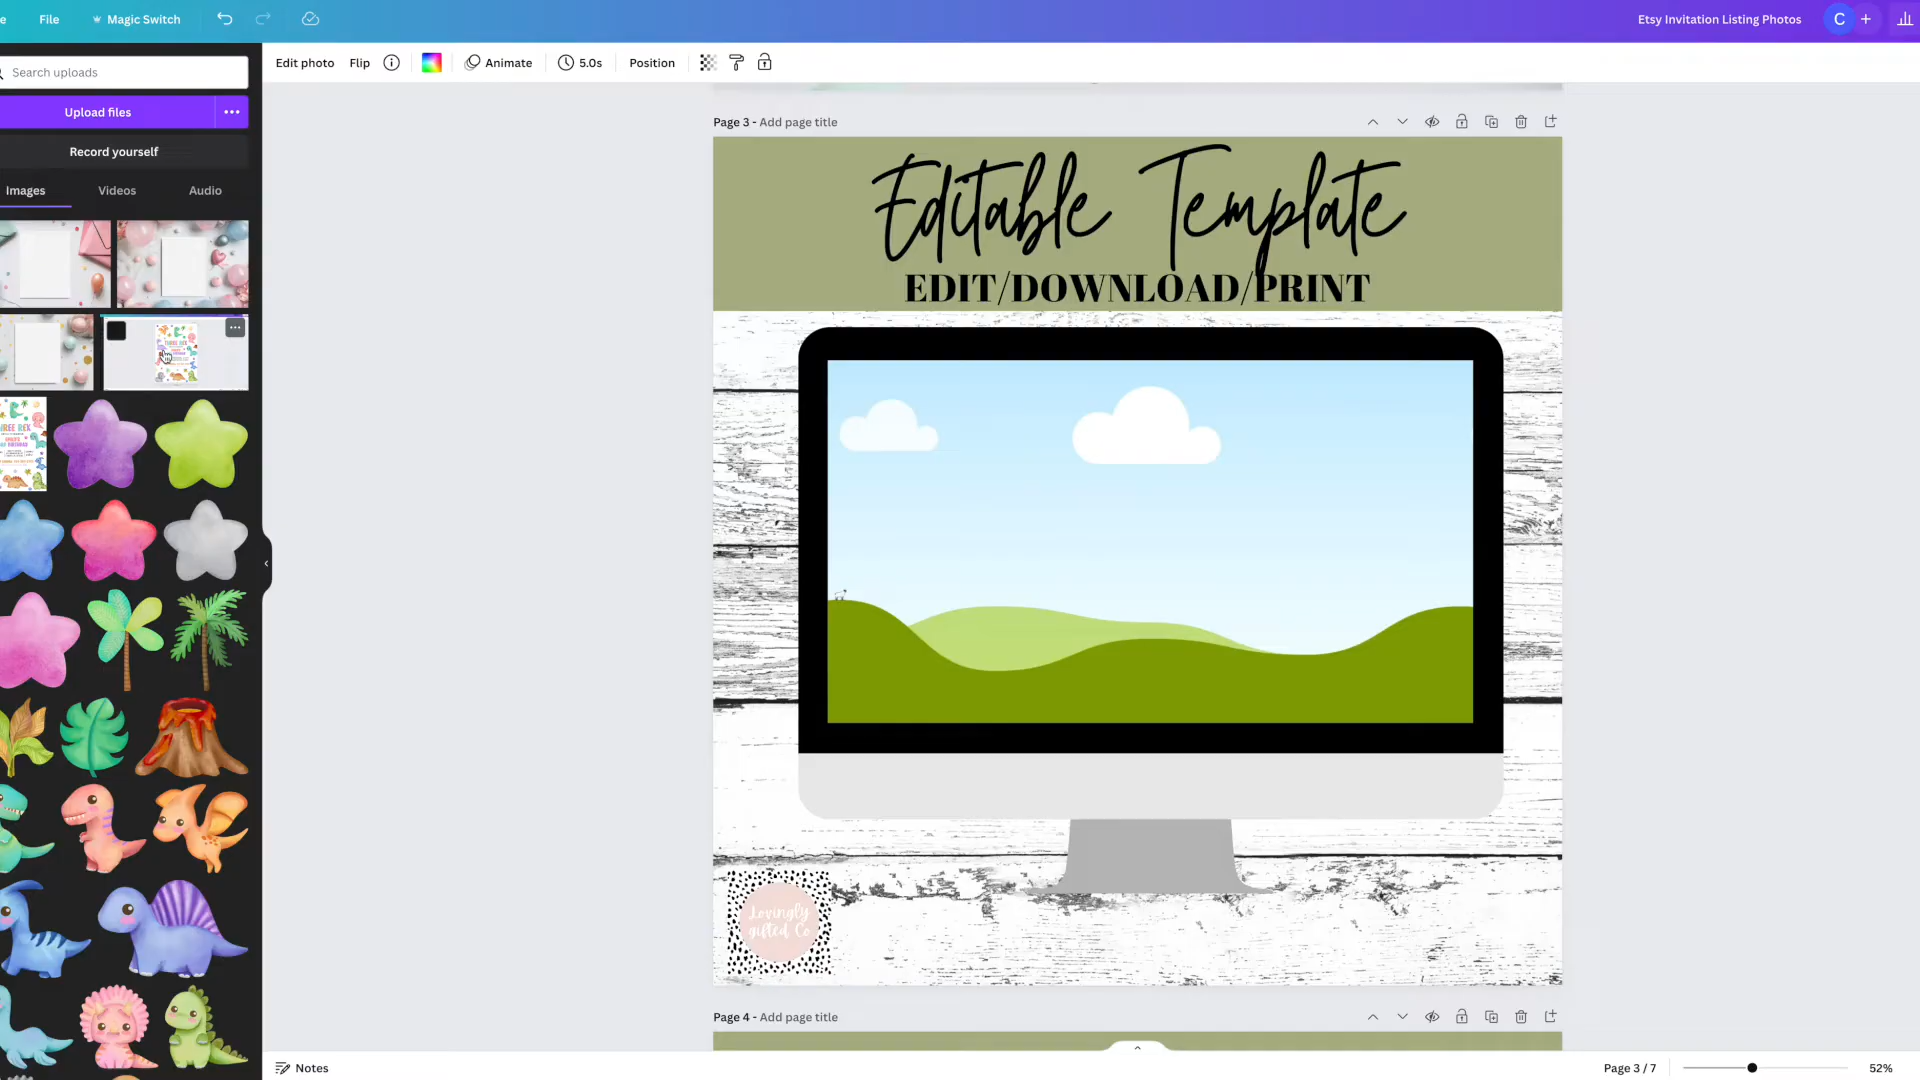 e File Magic Switch Etsy Invitation Listing Photos C +
Search uploads
Edit photo Flip Animate 5.0s Position
Upload files
Record yourself
Images Videos Audio
Page 3 - Add page title
Editable Template
EDIT/DOWNLOAD/PRINT
Lovingly
gifted Co
Page 4 - Add page title
Notes
Page 3 / 7 52%